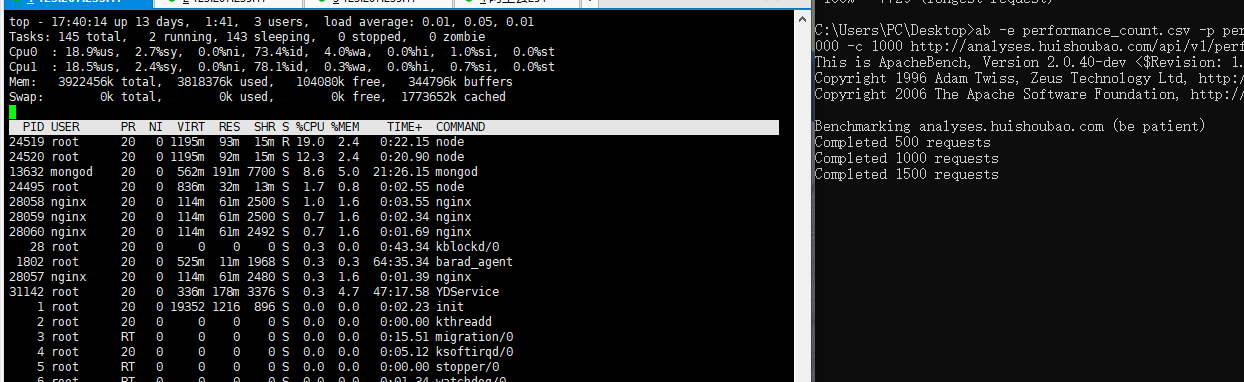 top - 17:40:14 up 13 days,  1:41,  3 users,  load average: 0.01, 0.05, 0.01
Tasks: 145 total,   2 running, 143 sleeping,   0 stopped,   0 zombie
Cpu0  : 18.9%us,  2.7%sy,  0.0%ni, 73.4%id,  4.0%wa,  0.0%hi,  1.0%si,  0.0%st
Cpu1  : 18.5%us,  2.4%sy,  0.0%ni, 78.1%id,  0.3%wa,  0.0%hi,  0.7%si,  0.0%st
Mem:   3922456k total,  3818376k used,   104080k free,   344796k buffers
Swap:        0k total,        0k used,        0k free,  1773652k cached
PID USER      PR  NI  VIRT  RES  SHR S %CPU %MEM    TIME+  COMMAND
24519 root      20   0 1195m  93m  15m R 19.0  2.4   0:22.15 node
24520 root      20   0 1195m  92m  15m S 12.3  2.4   0:20.90 node
13632 mongod    20   0  562m 191m 7700 S  8.6  5.0  21:26.15 mongod
24495 root      20   0  836m  32m  13m S  1.7  0.8   0:02.55 node
28058 nginx     20   0  114m  61m 2500 S  1.0  1.6   0:03.55 nginx
28059 nginx     20   0  114m  61m 2500 S  0.7  1.6   0:02.34 nginx
28060 nginx     20   0  114m  61m 2492 S  0.7  1.6   0:01.69 nginx
28 root      20   0     0    0    0 S  0.3  0.0   0:43.34 kblockd/0
1802 root      20   0  525m  11m 1968 S  0.3  0.3  64:35.34 barad_agent
28057 nginx     20   0  114m  61m 2480 S  0.3  1.6   0:01.39 nginx
31142 root      20   0  336m 178m 3376 S  0.3  4.7  47:17.58 YDService
1 root      20   0 19352 1216  896 S  0.0  0.0   0:02.23 init
2 root      20   0     0    0    0 S  0.0  0.0   0:00.00 kthreadd
3 root      RT   0     0    0    0 S  0.0  0.0   0:15.51 migration/0
4 root      20   0     0    0    0 S  0.0  0.0   0:05.12 ksoftirqd/0
5 root      RT   0     0    0    0 S  0.0  0.0   0:00.00 stopper/0
6 root      RT   0     0    0    0 S  0.0  0.0   0:01.34 watchdog/0
C:\Users\PC\Desktop>ab -e performance_count.csv -p per
000 -c 1000 http://analyses.huishoubao.com/api/v1/perf
This is ApacheBench, Version 2.0.40-dev <$Revision: 1.
Copyright 1996 Adam Twiss, Zeus Technology Ltd, http:/
Copyright 2006 The Apache Software Foundation, http:/
Benchmarking analyses.huishoubao.com (be patient)
Completed 500 requests
Completed 1000 requests
Completed 1500 requests